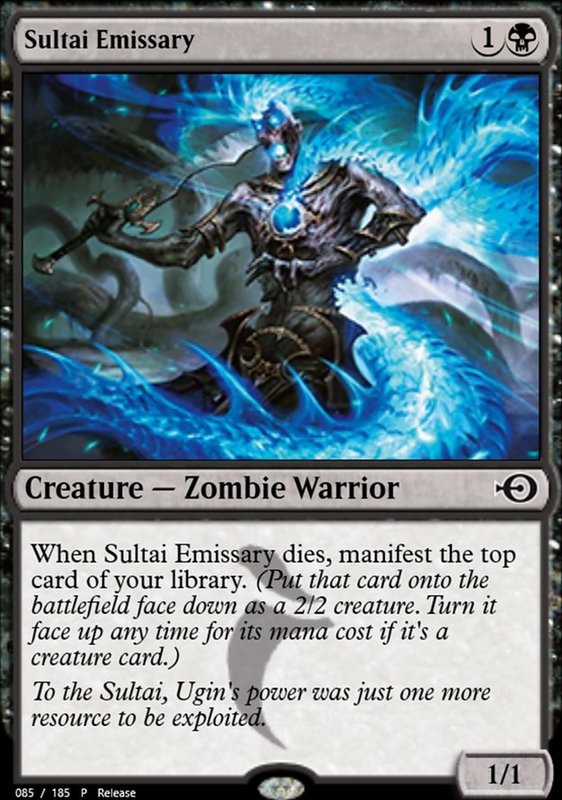 Sultai Emissary
1
Creature — Zombie Warrior
When Sultai Emissary dies, manifest the top
card of your library. (Put that card onto the
battlefield face down as a 2/2 creature. Turn it
face up any time for its mana cost if it's a
creature card.)
To the Sultai, Ugin's power was just one more
resource to be exploited.
1/1
085 / 185 P Release